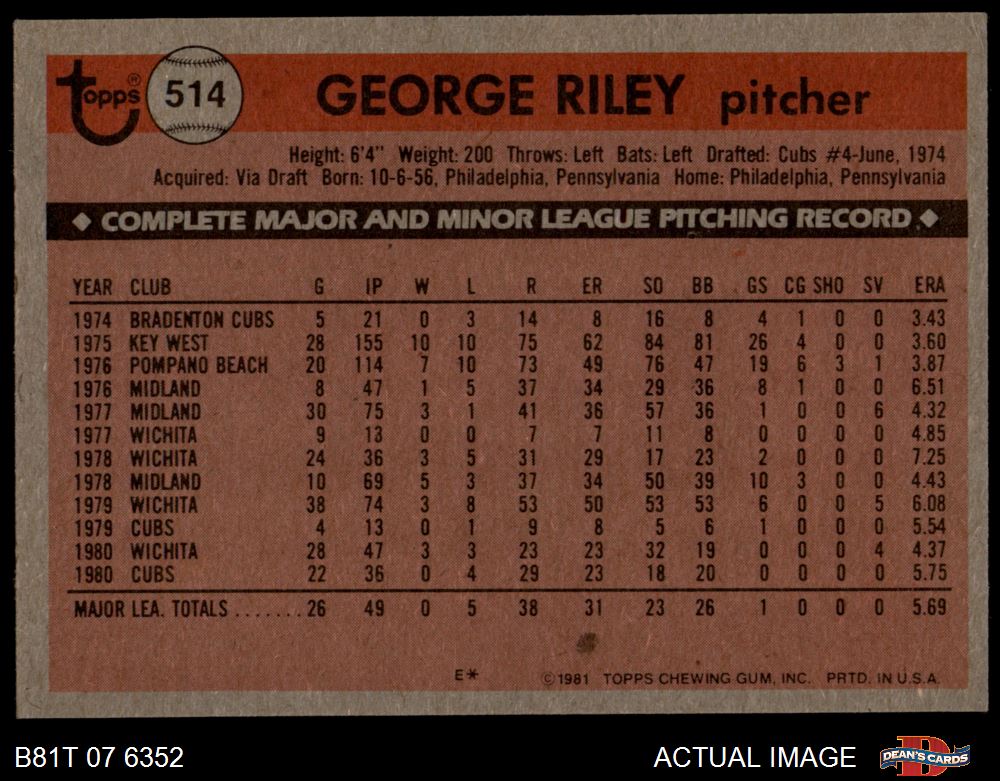 topps® 514 GEORGE RILEY pitcher
Height: 6'4" Weight: 200 Throws: Left Bats: Left Drafted: Cubs #4-June, 1974
Acquired: Via Draft Born: 10-6-56, Philadelphia, Pennsylvania Home: Philadelphia, Pennsylvania
◆ COMPLETE MAJOR AND MINOR LEAGUE PITCHING RECORD ◆
YEAR CLUB G IP W L R ER SO BB GS CG SHO SV ERA
1974 BRADENTON CUBS 5 21 0 3 14 8 16 8 4 1 0 0 3.43
1975 KEY WEST 28 155 10 10 75 62 84 81 26 4 0 0 3.60
1976 POMPANO BEACH 20 114 7 10 73 49 76 47 19 6 3 1 3.87
1976 MIDLAND 8 47 1 5 37 34 29 36 8 1 0 0 6.51
1977 MIDLAND 30 75 3 1 41 36 57 36 1 0 0 6 4.32
1977 WICHITA 9 13 0 0 7 7 11 8 0 0 0 0 4.85
1978 WICHITA 24 36 3 5 31 29 17 23 2 0 0 0 7.25
1978 MIDLAND 10 69 5 3 37 34 50 39 10 3 0 0 4.43
1979 WICHITA 38 74 3 8 53 50 53 53 6 0 0 5 6.08
1979 CUBS 4 13 0 1 9 8 5 6 1 0 0 0 5.54
1980 WICHITA 28 47 3 3 23 23 32 19 0 0 0 4 4.37
1980 CUBS 22 36 0 4 29 23 18 20 0 0 0 0 5.75
MAJOR LEA. TOTALS ....... 26 49 0 5 38 31 23 26 1 0 0 0 5.69
E* ©1981 TOPPS CHEWING GUM, INC. PRTD. IN U.S.A.
B81T 07 6352 ACTUAL IMAGE DEAN'S CARDS